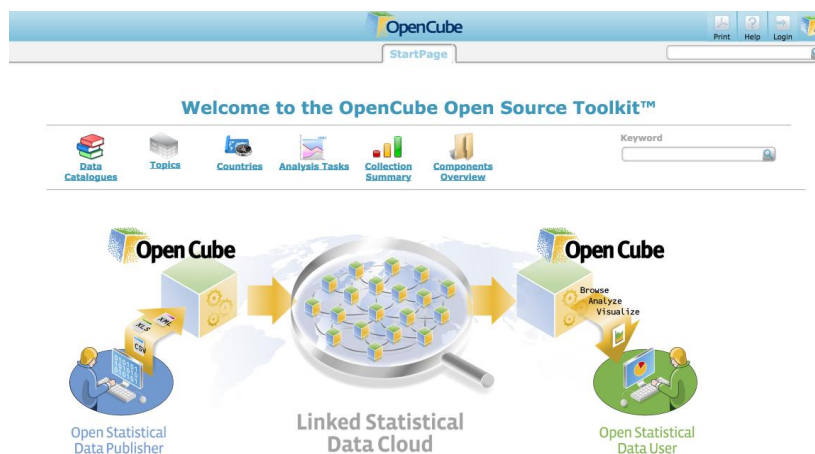 OpenCube
Print Help Login
StartPage
Welcome to the OpenCube Open Source Toolkit™
Keyword
Data Catalogues
Topics
Countries
Analysis Tasks
Collection Summary
Components Overview
Open Cube
Open Cube
Browse
Analyze
Visualize
XLS
XML
CSV
Linked Statistical
Data Cloud
Open Statistical
Data Publisher
Open Statistical
Data User